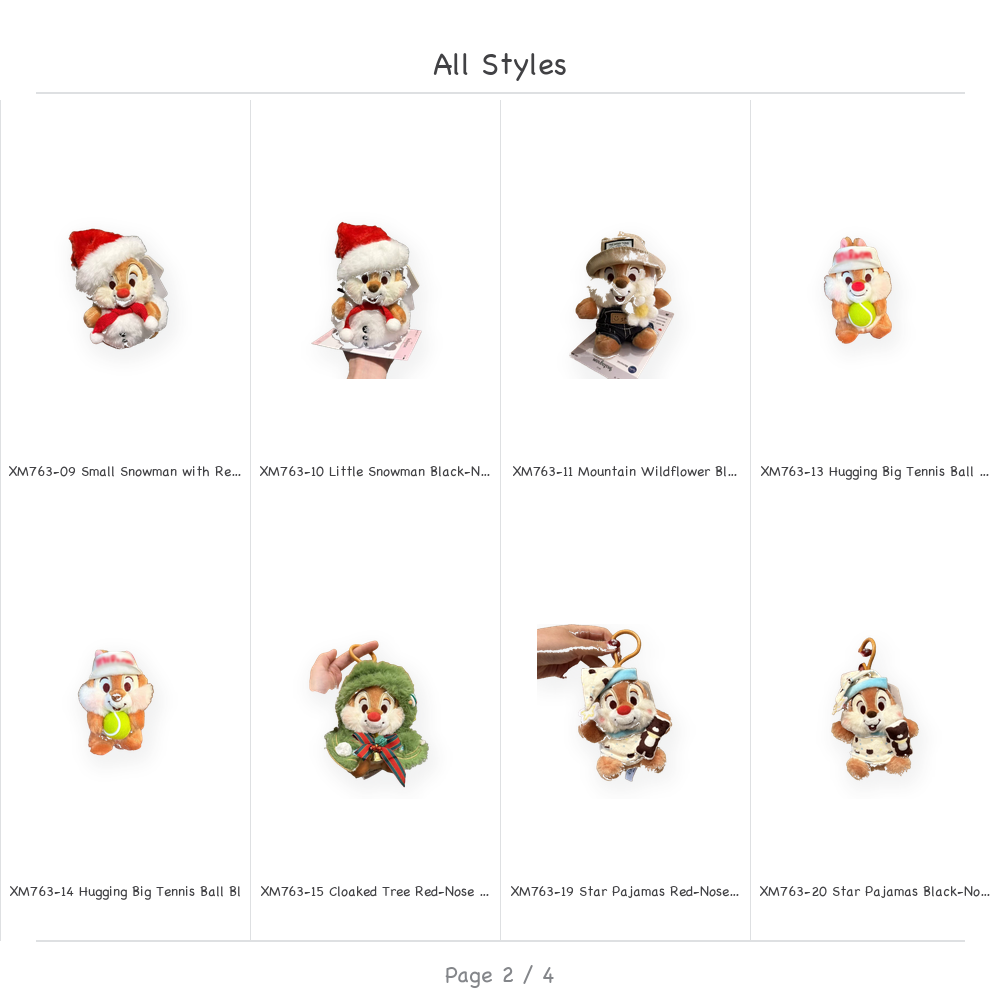 All Styles
XM763-09 Small Snowman with Re...
XM763-10 Little Snowman Black-N...
XM763-11 Mountain Wildflower Bl...
XM763-13 Hugging Big Tennis Ball ...
XM763-14 Hugging Big Tennis Ball Bl
XM763-15 Cloaked Tree Red-Nose ...
XM763-19 Star Pajamas Red-Nose...
XM763-20 Star Pajamas Black-No...
Page 2 / 4